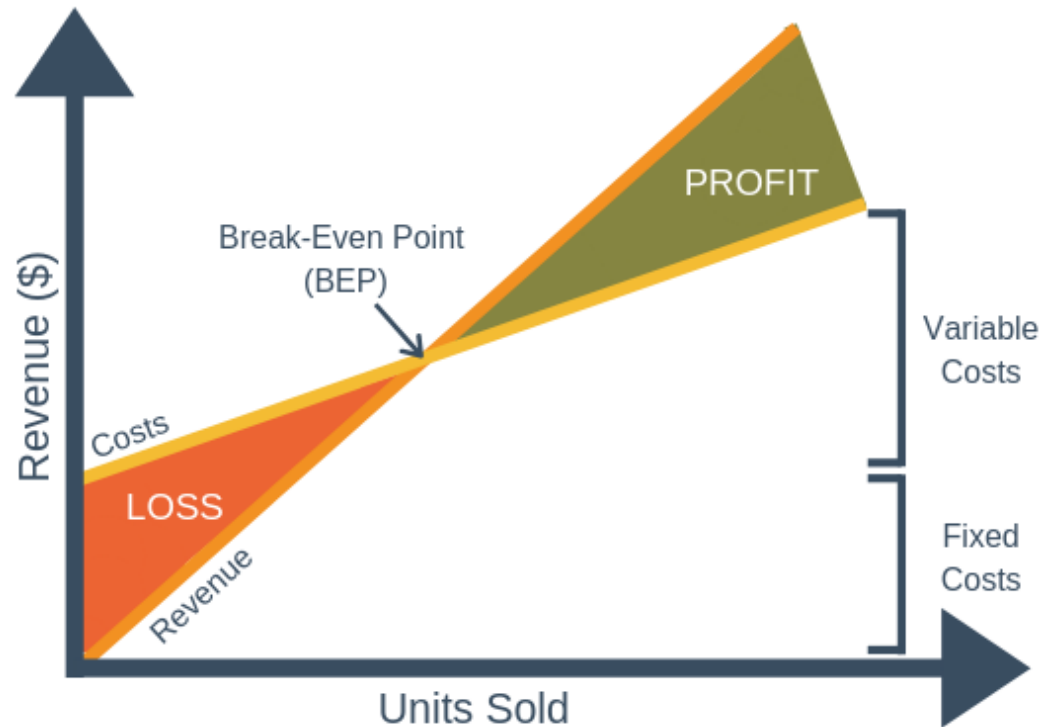 Break-Even Point
(BEP)
PROFIT
Revenue ($)
Variable
Costs
Costs
LOSS
Revenue
Fixed
Costs
Units Sold